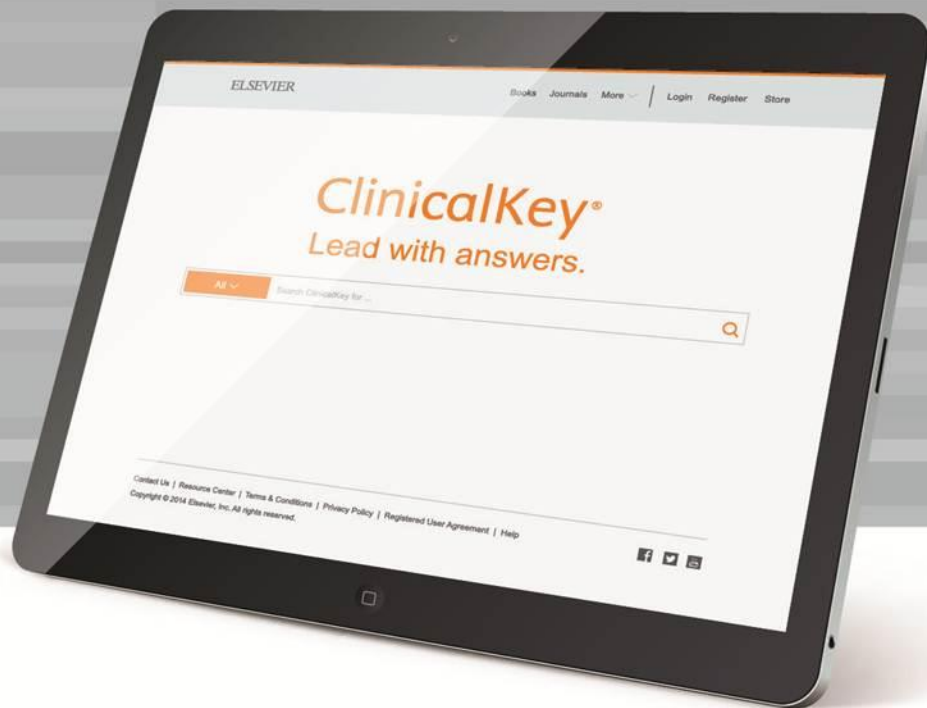 ELSEVIER
Books Journals More Login Register Store
ClinicalKey®
Lead with answers.
All Search ClinicalKey for ...
Contact Us | Resource Center | Terms & Conditions | Privacy Policy | Registered User Agreement | Help
Copyright © 2014 Elsevier, Inc. All rights reserved.